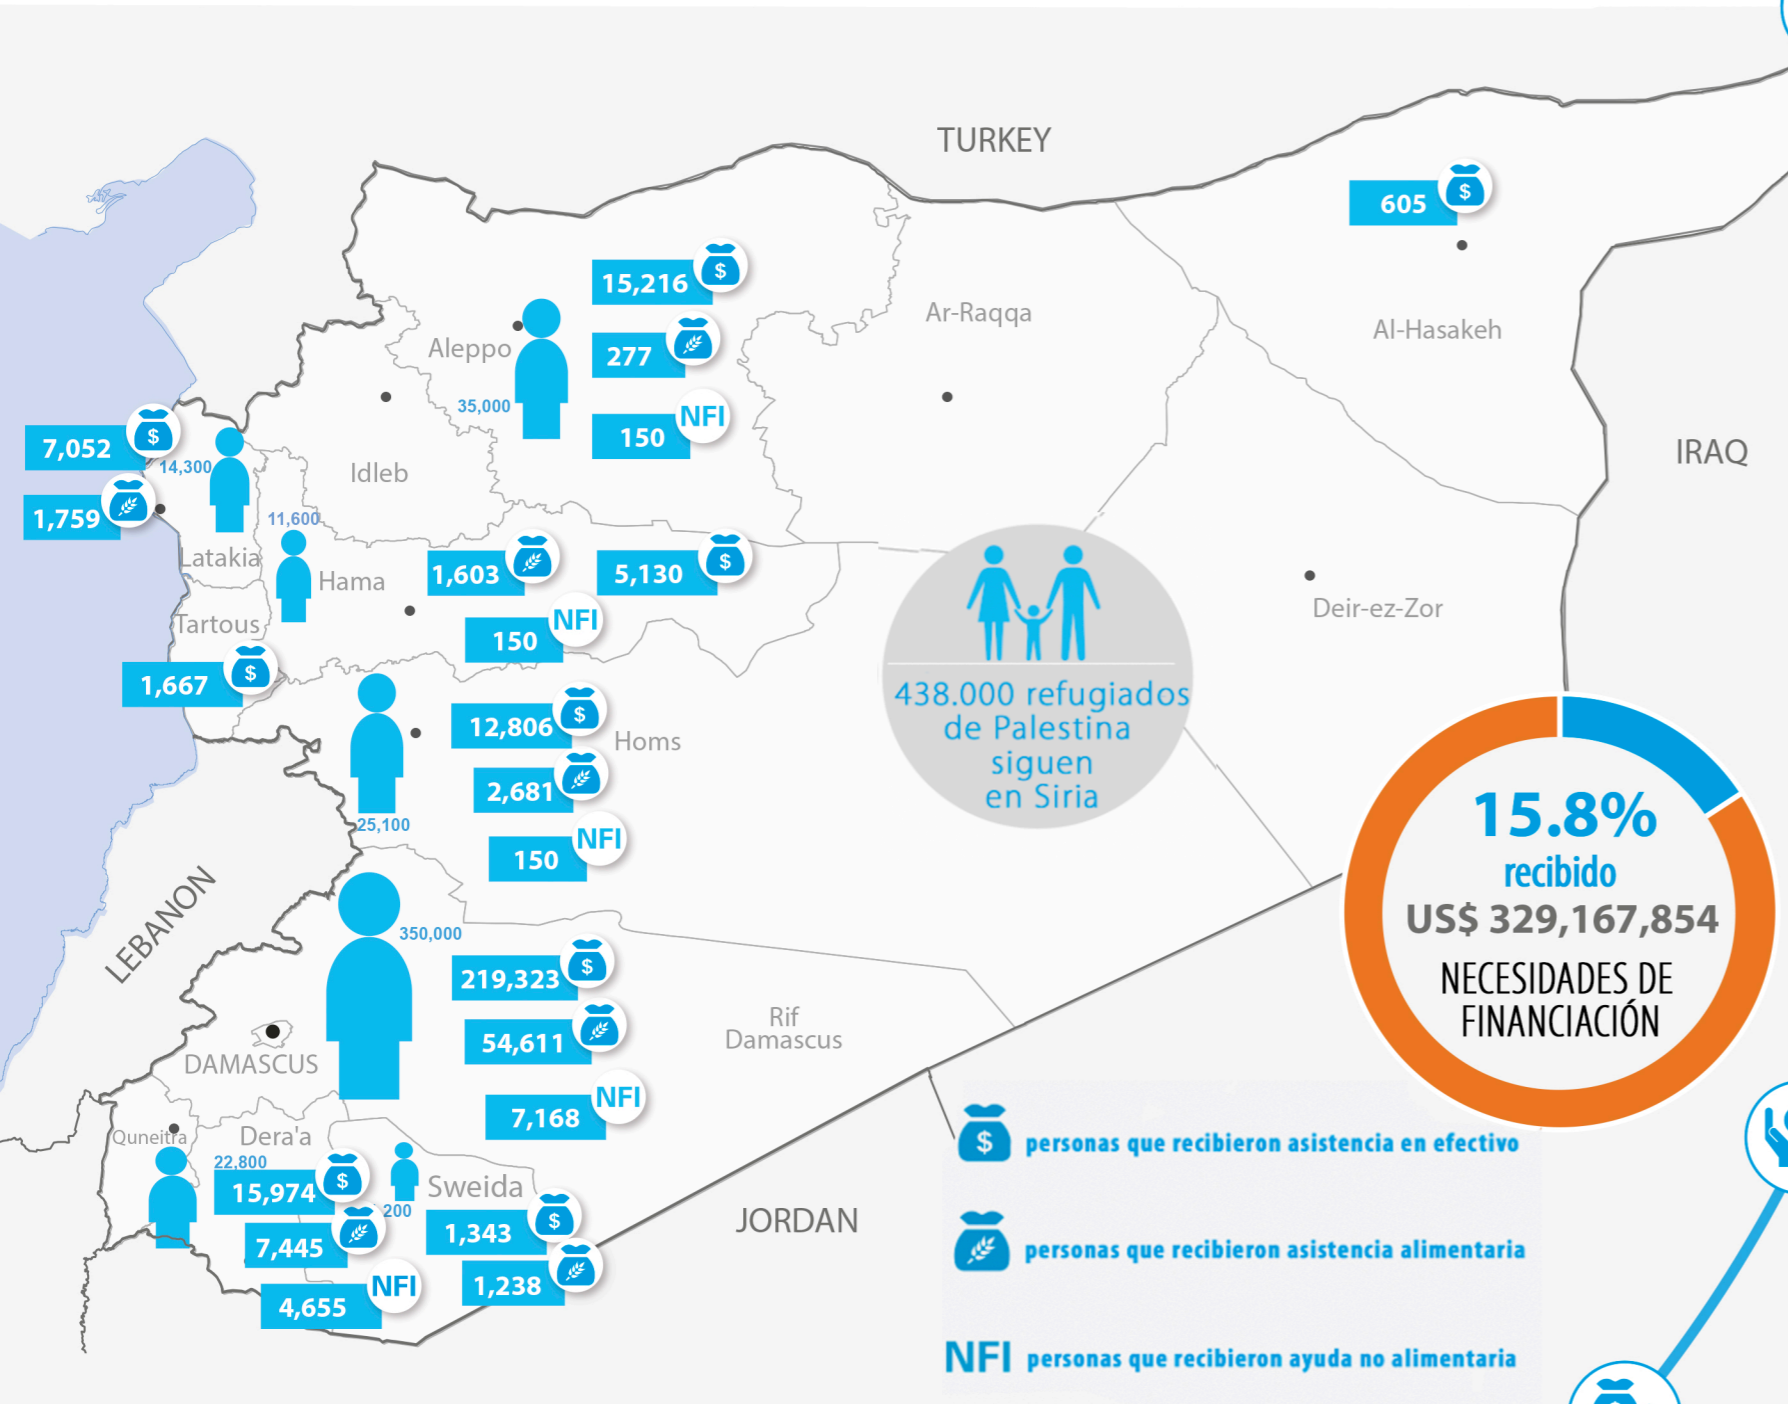 TURKEY
605
$
15,216
$
Ar-Raqqa
Al-Hasakeh
Aleppo
277
35,000
150
NFI
7,052
$
14,300
IRAQ
Idleb
1,759
11,600
Latakia
Hama
1,603
5,130
$
Deir-ez-Zor
Tartous
150
NFI
1,667
$
438.000 refugiados
de Palestina
siguen
en Siria
12,806
$
Homs
2,681
25,100
150
NFI
15.8%
recibido
US$ 329,167,854
NECESIDADES DE
FINANCIACIÓN
LEBANON
350,000
219,323
$
Rif
Damascus
54,611
DAMASCUS
7,168
NFI
Quneitra
Dera'a
22,800
15,974
$
Sweida
200
1,343
$
7,445
1,238
4,655
NFI
JORDAN
$
personas que recibieron asistencia en efectivo
personas que recibieron asistencia alimentaria
NFI personas que recibieron ayuda no alimentaria